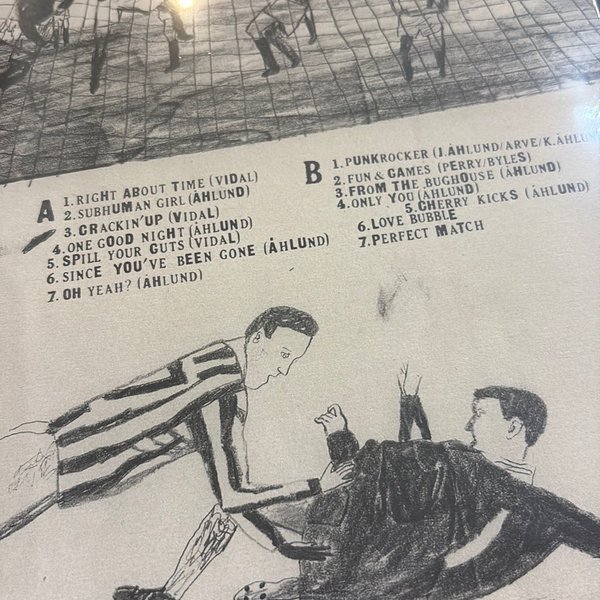 A
1. RIGHT ABOUT TIME (VIDAL)
2. SUBHUMAN GIRL (ÅHLUND)
3. CRACKIN'UP (VIDAL)
4. ONE GOOD NIGHT (ÅHLUND)
5. SPILL YOUR GUTS (VIDAL)
6. SINCE YOU'VE BEEN GONE (ÅHLUND)
7. OH YEAH? (ÅHLUND)
B
1. PUNKROCKER (J.ÅHLUND/ARVE/K.ÅHLUN
2. FUN & GAMES (PERRY/BYLES)
3. FROM THE BUGHOUSE (ÅHLUND)
4. ONLY YOU (ÅHLUND)
5. CHERRY KICKS (ÅHLUND)
6. LOVE BUBBLE
7. PERFECT MATCH